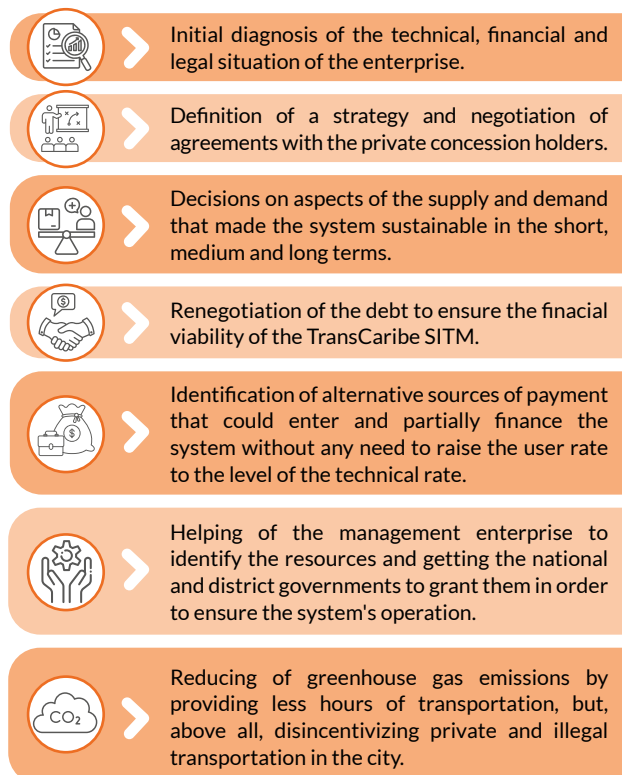 Initial diagnosis of the technical, financial and
legal situation of the enterprise.
Definition of a strategy and negotiation of
agreements with the private concession holders.
Decisions on aspects of the supply and demand
that made the system sustainable in the short,
medium and long terms.
$
Renegotiation of the debt to ensure the finacial
viability of the TransCaribe SITM.
Identification of alternative sources of payment
that could enter and partially finance the
$
system without any need to raise the user rate
to the level of the technical rate.
Helping of the management enterprise to
identify the resources and getting the national
and district governments to grant them in order
to ensure the system's operation.
Reducing of greenhouse gas emissions by
providing less hours of transportation, but,
CO₂
above all, disincentivizing private and illegal
transportation in the city.